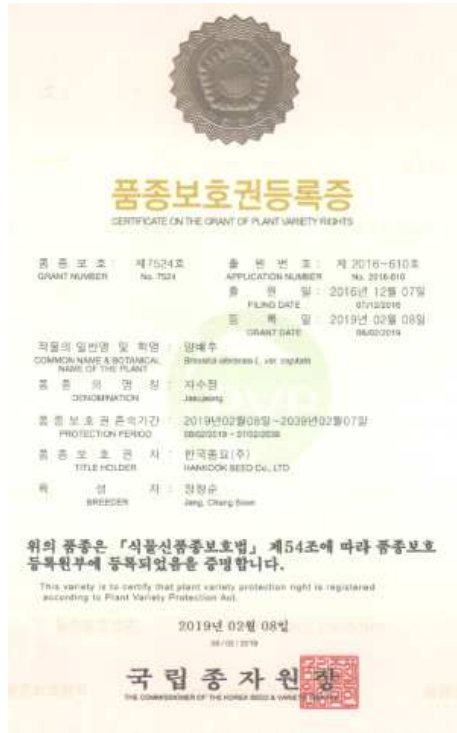 품종보호권등록증
CERTIFICATE ON THE GRANT OF PLANT VARIETY RIGHTS
품 종 보 호 : 제7524호
GRANT NUMBER No. 7524
출 원 번 호 : 제 2016-610호
APPLICATION NUMBER No. 2016-610
출 원 일 : 2016년 12월 07일
FILING DATE 07/12/2016
등 록 일 : 2019년 02월 08일
GRANT DATE 08/02/2019
작물의 일반명 및 학명 : 양배추
COMMON NAME & BOTANICAL Brassica oleracea L. var. capitata
NAME OF THE PLANT
품 종 의 명 칭 : 자수정
DENOMINATION Jasujeong
품 종 보 호 권 존속기간 : 2019년02월08일~2039년02월07일
PROTECTION PERIOD 08/02/2019 ~ 07/02/2039
품 종 보 호 권 자 : 한국종묘(주)
TITLE HOLDER HANKOOK SEED Co., LTD
육 성 자 : 장창순
BREEDER Jang, Chang Soon
위의 품종은 「식물신품종보호법」 제54조에 따라 품종보호
등록원부에 등록되었음을 증명합니다.
This variety is to certify that plant variety protection right is registered
according to Plant Variety Protection Act.
2019년 02월 08일
08/02/2019
국립종자원장
THE COMMISSIONER OF THE KOREA SEED & VARIETY SERVICE